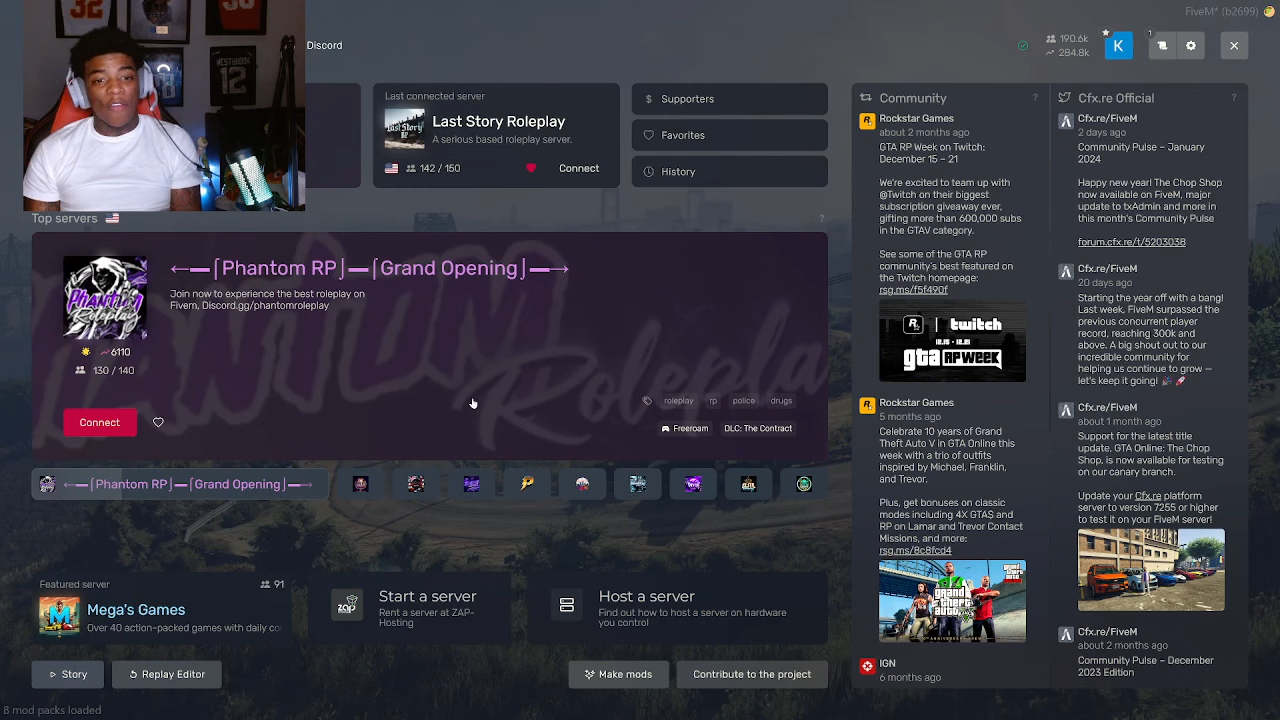 FiveM* (b2699)
32
WESTBROOK
12
Discord
190.6k
284.8k
K
1
Last connected server
Last Story Roleplay
A serious based roleplay server.
142 / 150
Connect
$ Supporters
Favorites
History
Top servers
?
←—⌠Phantom RP⌡—⌠Grand Opening⌡—→
Join now to experience the best roleplay on
Fivem, Discord.gg/phantomroleplay
Phantom
Roleplay
6110
130 / 140
Connect
roleplay
rp
police
drugs
Freeroam
DLC: The Contract
←—⌠Phantom RP⌡—⌠Grand Opening⌡—→
Featured server
91
Mega's Games
Over 40 action-packed games with daily co
ZAP
Start a server
Rent a server at ZAP-
Hosting
Host a server
Find out how to host a server on hardware
you control
Story
Replay Editor
Make mods
Contribute to the project
8 mod packs loaded
Community
?
Rockstar Games
about 2 months ago
GTA RP Week on Twitch:
December 15 – 21
We're excited to team up with
@Twitch on their biggest
subscription giveaway ever,
gifting more than 600,000 subs
in the GTAV category.
See some of the GTA RP
community's best featured on
the Twitch homepage:
rsg.ms/f5f490f
twitch
12.15 - 12.21
gta RP WEEK
Rockstar Games
5 months ago
Celebrate 10 years of Grand
Theft Auto V in GTA Online this
week with a trio of outfits
inspired by Michael, Franklin,
and Trevor.
Plus, get bonuses on classic
modes including 4X GTA$ and
RP on Lamar and Trevor Contact
Missions, and more:
rsg.ms/8c8fcd4
IGN
6 months ago
Cfx.re Official
?
Cfx.re/FiveM
2 days ago
Community Pulse – January
2024
Happy new year! The Chop Shop
now available on FiveM, major
update to txAdmin and more in
this month's Community Pulse
forum.cfx.re/t/5203038
Cfx.re/FiveM
20 days ago
Starting the year off with a bang!
Last week, FiveM surpassed the
previous concurrent player
record, reaching 300k and
above. A big shout out to our
incredible community for
helping us continue to grow —
let's keep it going! 🎉 🚀
Cfx.re/FiveM
about 1 month ago
Support for the latest title
update, GTA Online: The Chop
Shop, is now available for testing
on our canary branch.
Update your Cfx.re platform
server to version 7255 or higher
to test it on your FiveM server!
Cfx.re/FiveM
about 2 months ago
Community Pulse – December
2023 Edition